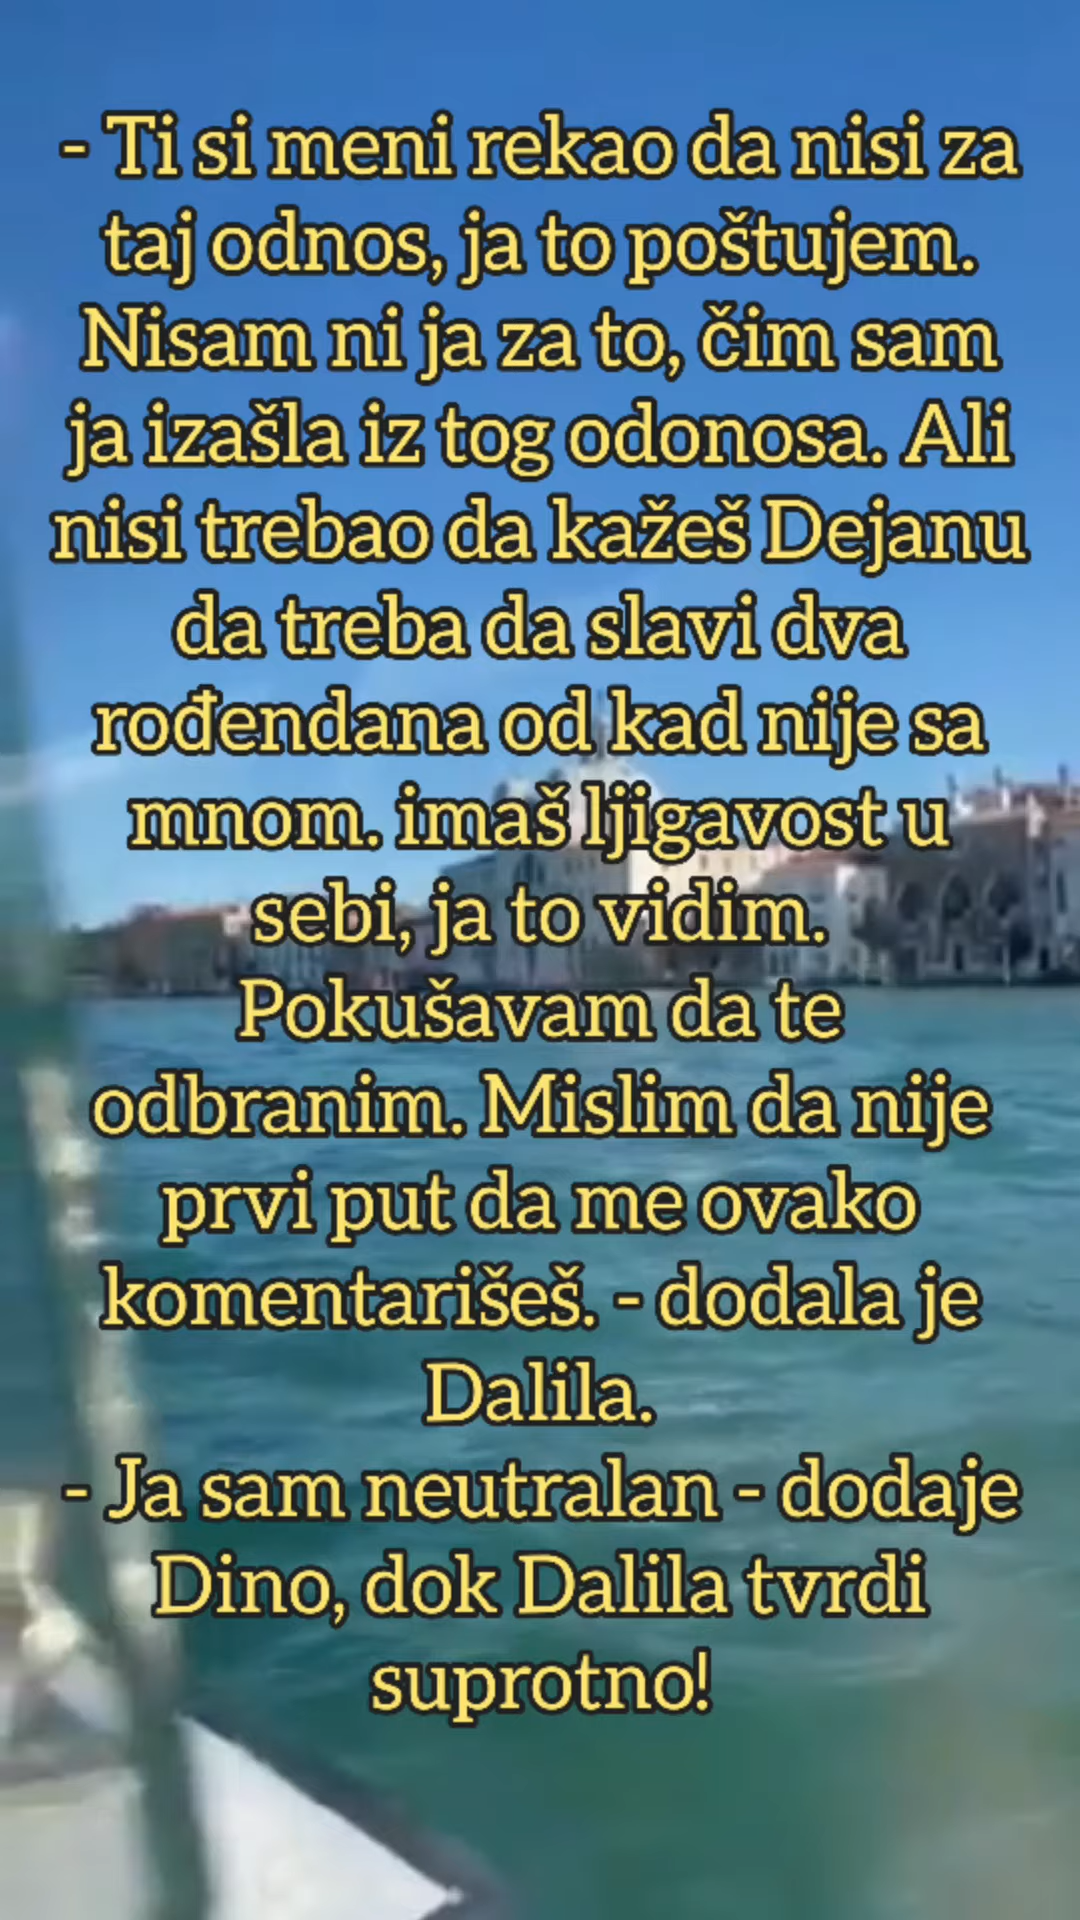 - Ti si meni rekao da nisi za
taj odnos, ja to poštujem.
Nisam ni ja za to, čim sam
ja izašla iz tog odonosa. Ali
nisi trebao da kažeš Dejanu
da treba da slavi dva
rođendana od kad nije sa
mnom. imaš ljigavost u
sebi, ja to vidim.
Pokušavam da te
odbranim. Mislim da nije
prvi put da me ovako
komentarišeš. - dodala je
Dalila.
- Ja sam neutralan - dodaje
Dino, dok Dalila tvrdi
suprotno!